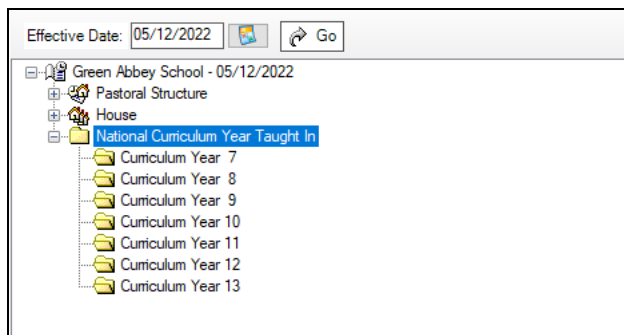 Effective Date: 05/12/2022 Go
Green Abbey School - 05/12/2022
Pastoral Structure
House
National Curriculum Year Taught In
Curriculum Year 7
Curriculum Year 8
Curriculum Year 9
Curriculum Year 10
Curriculum Year 11
Curriculum Year 12
Curriculum Year 13